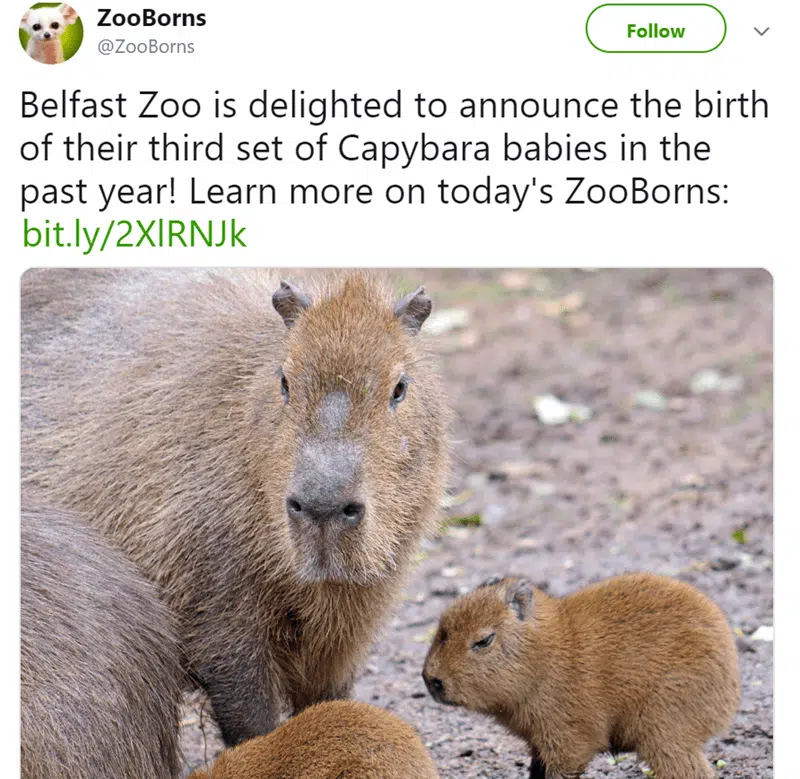 ZooBorns
@ZooBorns
Follow
Belfast Zoo is delighted to announce the birth
of their third set of Capybara babies in the
past year! Learn more on today's ZooBorns:
bit.ly/2XlRNJk